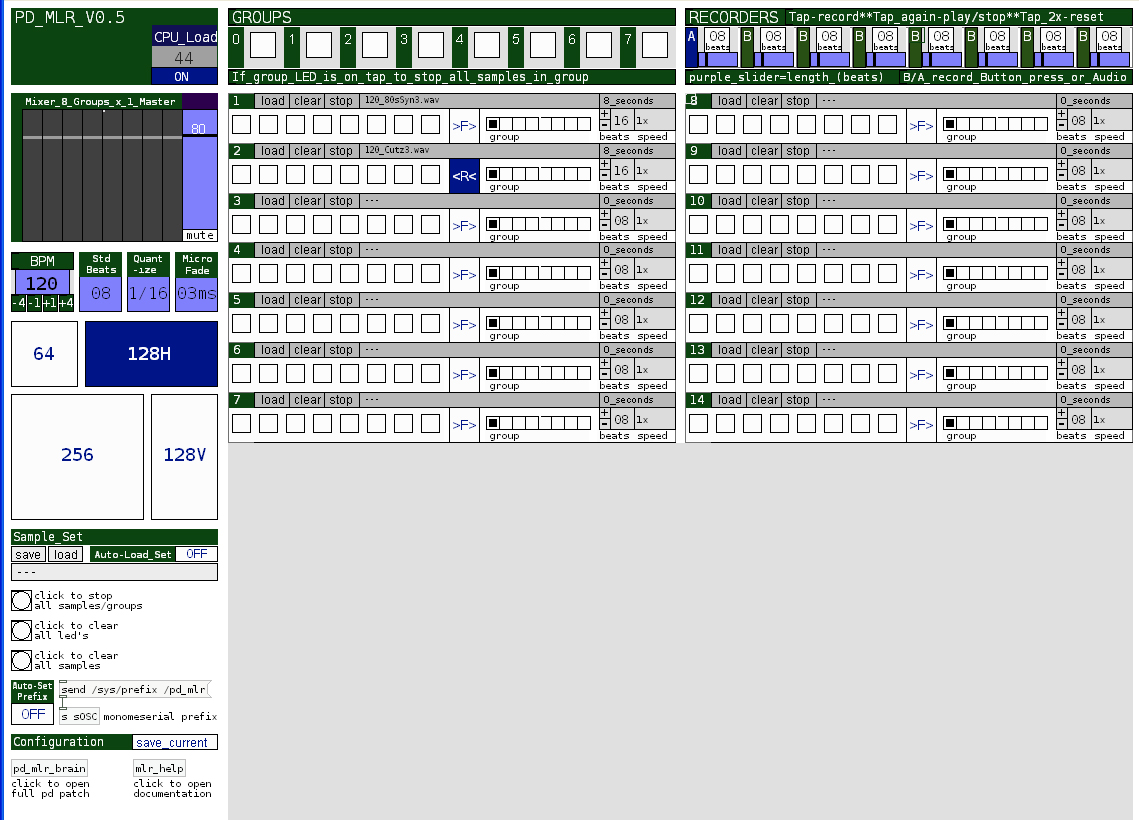 PD_MLR_V0.5
CPU_Load
44
ON
Mixer_8_Groups_x_1_Master
80
mute
BPM
120
-4 -1 +1 +4
Std
Beats
08
Quant
-ize
1/16
Micro
Fade
03ms
64
128H
256
128V
Sample_Set
save load Auto-Load_Set OFF
---
click to stop
all samples/groups
click to clear
all led's
click to clear
all samples
Auto-Set
Prefix
OFF
send /sys/prefix /pd_mlr
s sOSC monomeserial prefix
Configuration save_current
pd_mlr_brain
click to open
full pd patch
mlr_help
click to open
documentation
GROUPS
0 1 2 3 4 5 6 7
If_group_LED_is_on_tap_to_stop_all_samples_in_group
1 load clear stop 120_80sSyn3.wav 8_seconds
>F> + - 16 1x
group beats speed
2 load clear stop 120_Cutz3.wav 8_seconds
<R< + - 16 1x
group beats speed
3 load clear stop --- 0_seconds
>F> + - 08 1x
group beats speed
4 load clear stop --- 0_seconds
>F> + - 08 1x
group beats speed
5 load clear stop --- 0_seconds
>F> + - 08 1x
group beats speed
6 load clear stop --- 0_seconds
>F> + - 08 1x
group beats speed
7 load clear stop --- 0_seconds
>F> + - 08 1x
group beats speed
RECORDERS Tap-record**Tap_again-play/stop**Tap_2x-reset
A 08 B 08 B 08 B 08 B 08 B 08 B 08 B 08
beats beats beats beats beats beats beats beats
purple_slider=length_(beats) B/A_record_Button_press_or_Audio
8 load clear stop --- 0_seconds
>F> + - 08 1x
group beats speed
9 load clear stop --- 0_seconds
>F> + - 08 1x
group beats speed
10 load clear stop --- 0_seconds
>F> + - 08 1x
group beats speed
11 load clear stop --- 0_seconds
>F> + - 08 1x
group beats speed
12 load clear stop --- 0_seconds
>F> + - 08 1x
group beats speed
13 load clear stop --- 0_seconds
>F> + - 08 1x
group beats speed
14 load clear stop --- 0_seconds
>F> + - 08 1x
group beats speed